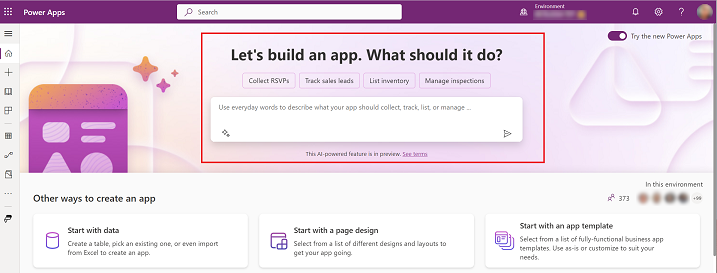 Power Apps
Search
Environment
Try the new Power Apps
Let's build an app. What should it do?
Collect RSVPs
Track sales leads
List inventory
Manage inspections
Use everyday words to describe what your app should collect, track, list, or manage ...
This AI-powered feature is in preview. See terms
Other ways to create an app
In this environment
373
+99
Start with data
Create a table, pick an existing one, or even import
from Excel to create an app.
Start with a page design
Select from a list of different designs and layouts to
get your app going.
Start with an app template
Select from a list of fully-functional business app
templates. Use as-is or customize to suit your
needs.